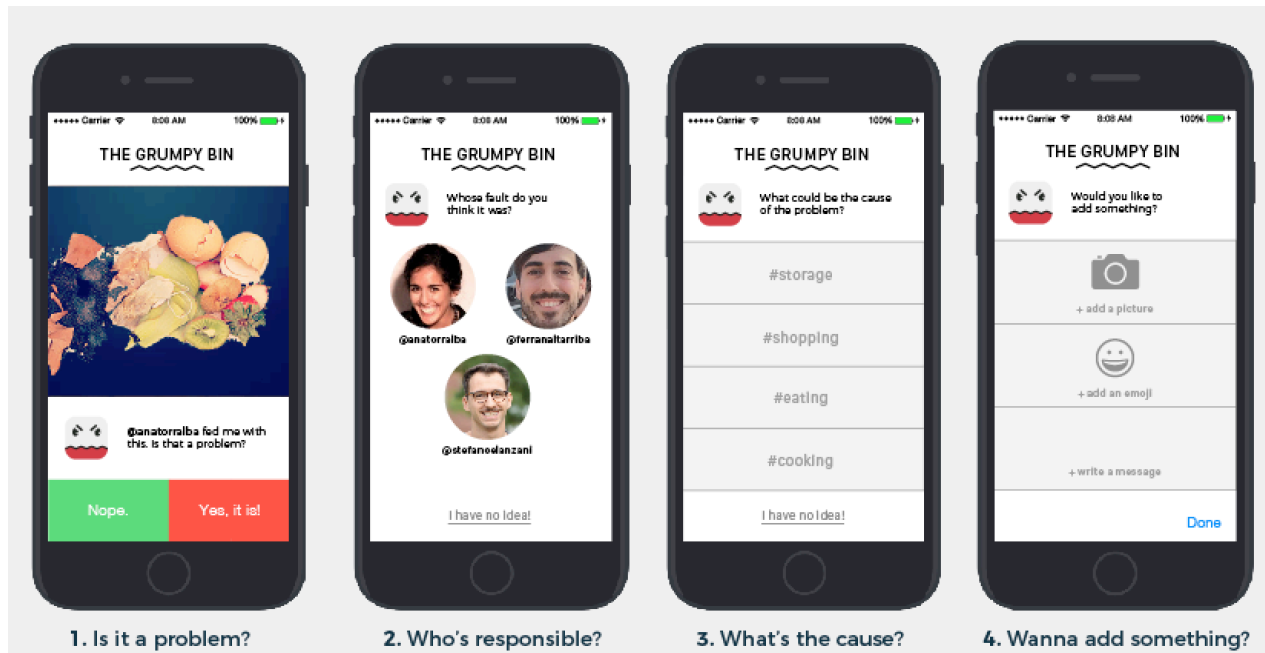 ●●●●● Carrier 8:08 AM 100%
THE GRUMPY BIN
@anatorralba fed me with
this. Is that a problem?
Nope. Yes, it is!
1. Is it a problem?
●●●●● Carrier 8:08 AM 100%
THE GRUMPY BIN
Whose fault do you
think it was?
@anatorralba @ferranaltarriba
@stefanoelanzani
I have no Idea!
2. Who's responsible?
●●●●● Carrier 8:08 AM 100%
THE GRUMPY BIN
What could be the cause
of the problem?
#storage
#shopping
#eating
#cooking
I have no Idea!
3. What's the cause?
●●●●● Carrier 8:08 AM 100%
THE GRUMPY BIN
Would you like to
add something?
+ add a picture
+ add an emoji
+ write a message
Done
4. Wanna add something?